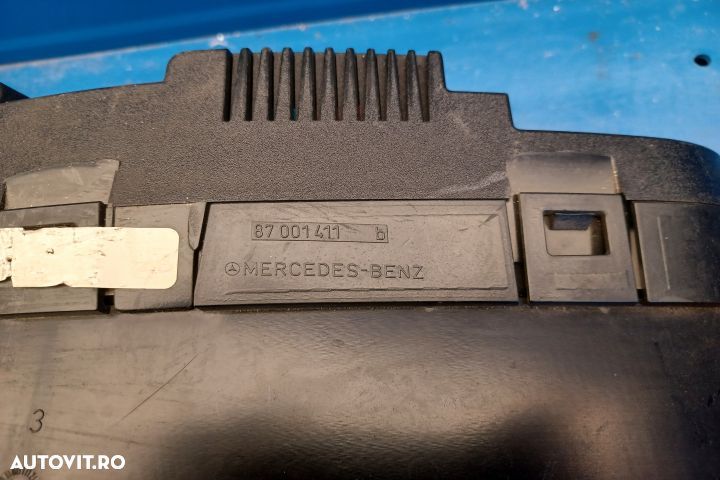 87 001 411 b
MERCEDES-BENZ
3
AUTOVIT.RO